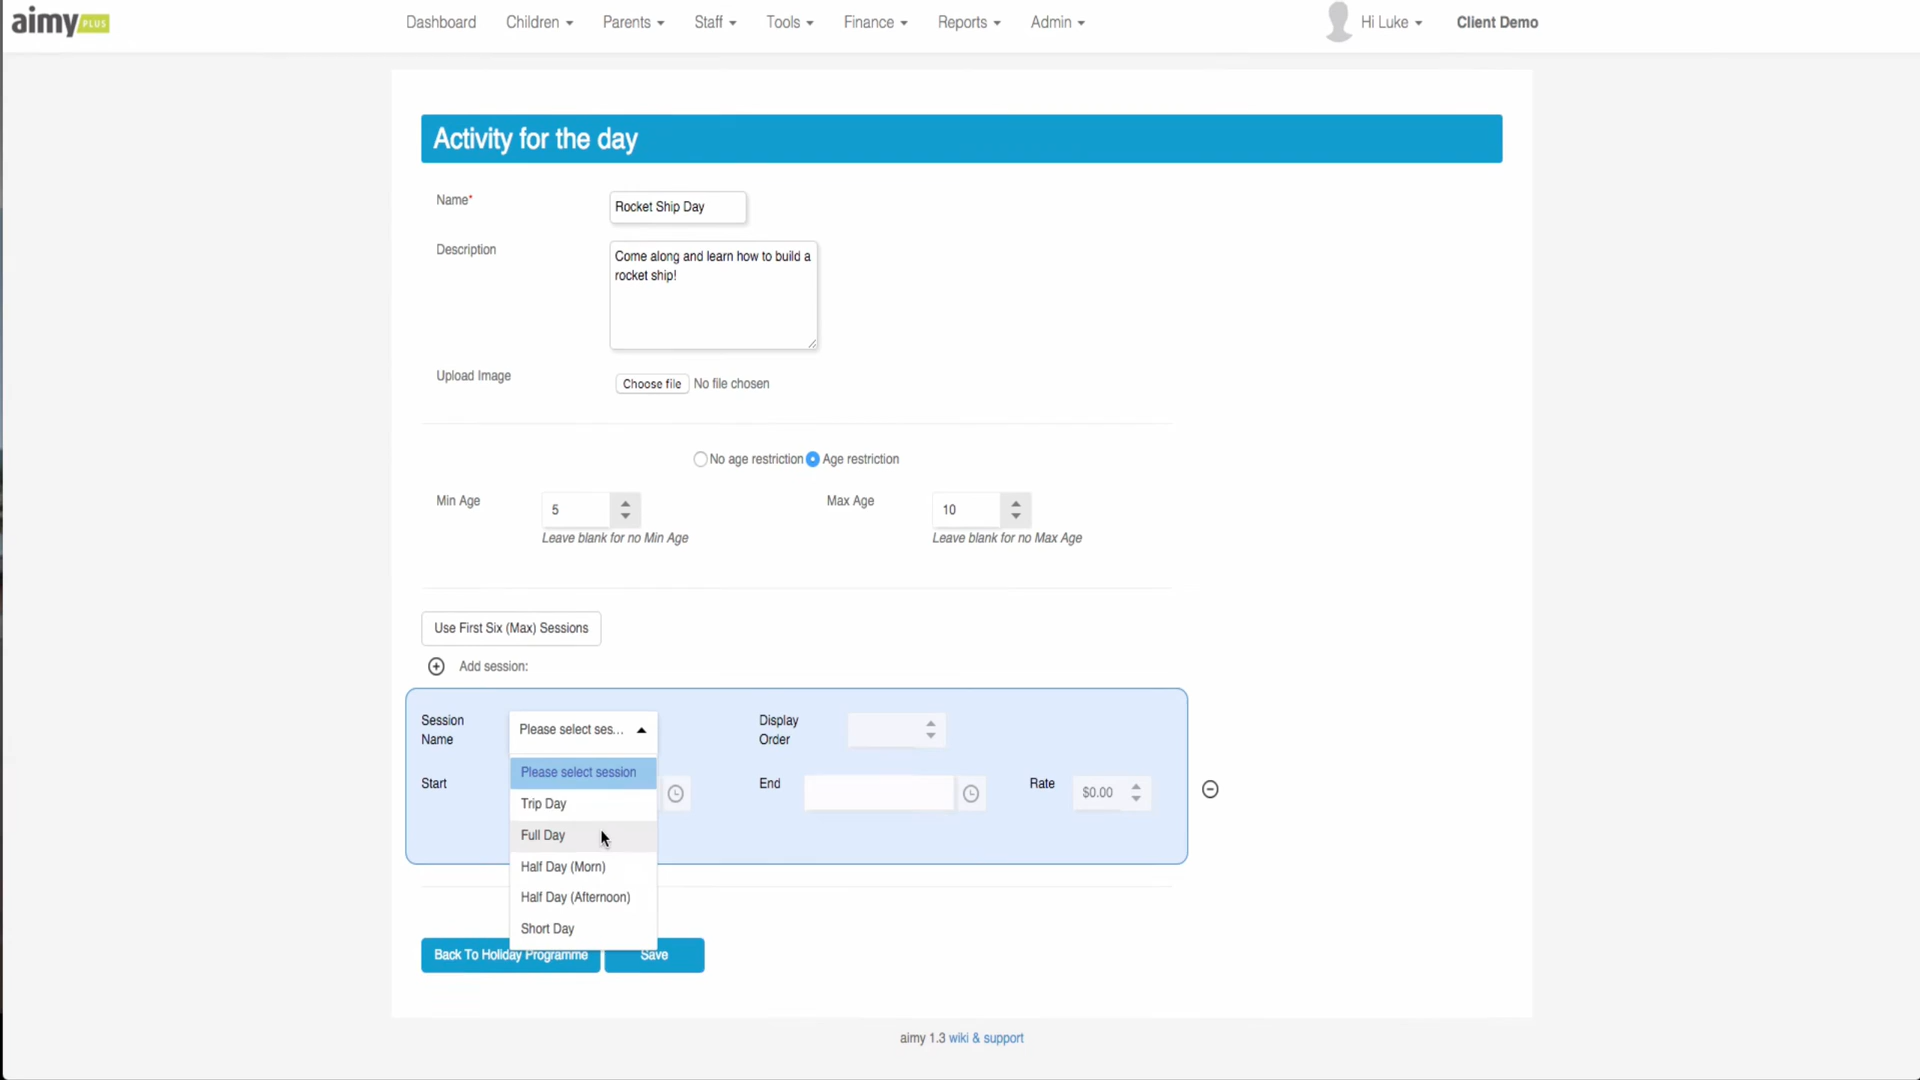 aimy PLUS
Dashboard Children Parents Staff Tools Finance Reports Admin Hi Luke Client Demo
Activity for the day
Name* Rocket Ship Day
Description Come along and learn how to build a
rocket ship!
Upload Image Choose file No file chosen
No age restriction Age restriction
Min Age 5 Max Age 10
Leave blank for no Min Age Leave blank for no Max Age
Use First Six (Max) Sessions
Add session:
Session
Name Please select ses... Display
Order
Please select session
Start End Rate $0.00
Trip Day
Full Day
Half Day (Morn)
Half Day (Afternoon)
Short Day
Back To Holiday Programme Save
aimy 1.3 wiki & support